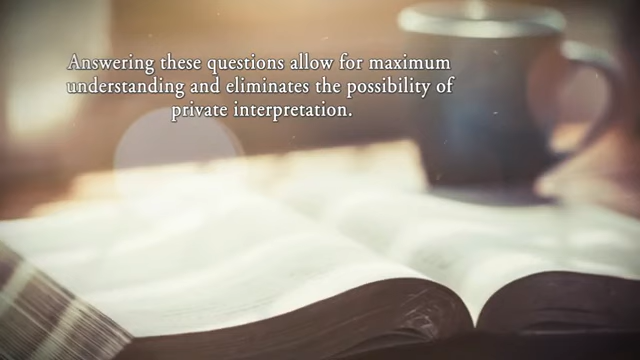 Answering these questions allow for maximum
understanding and eliminates the possibility of
private interpretation.